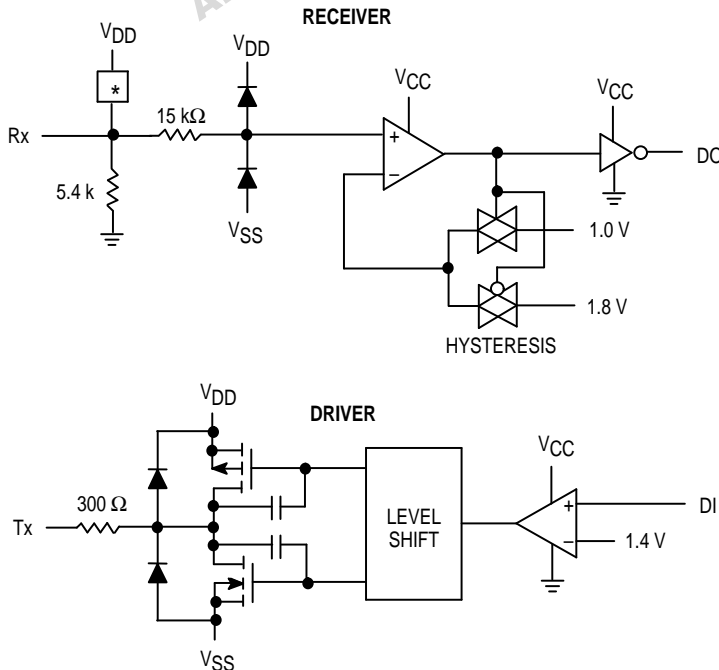 RECEIVER
VDD
VDD
*
15 kΩ
VCC
VCC
Rx
+
−
DO
5.4 k
VSS
1.0 V
1.8 V
HYSTERESIS
DRIVER
VDD
VCC
300 Ω
Tx
LEVEL
SHIFT
+
−
DI
1.4 V
VSS